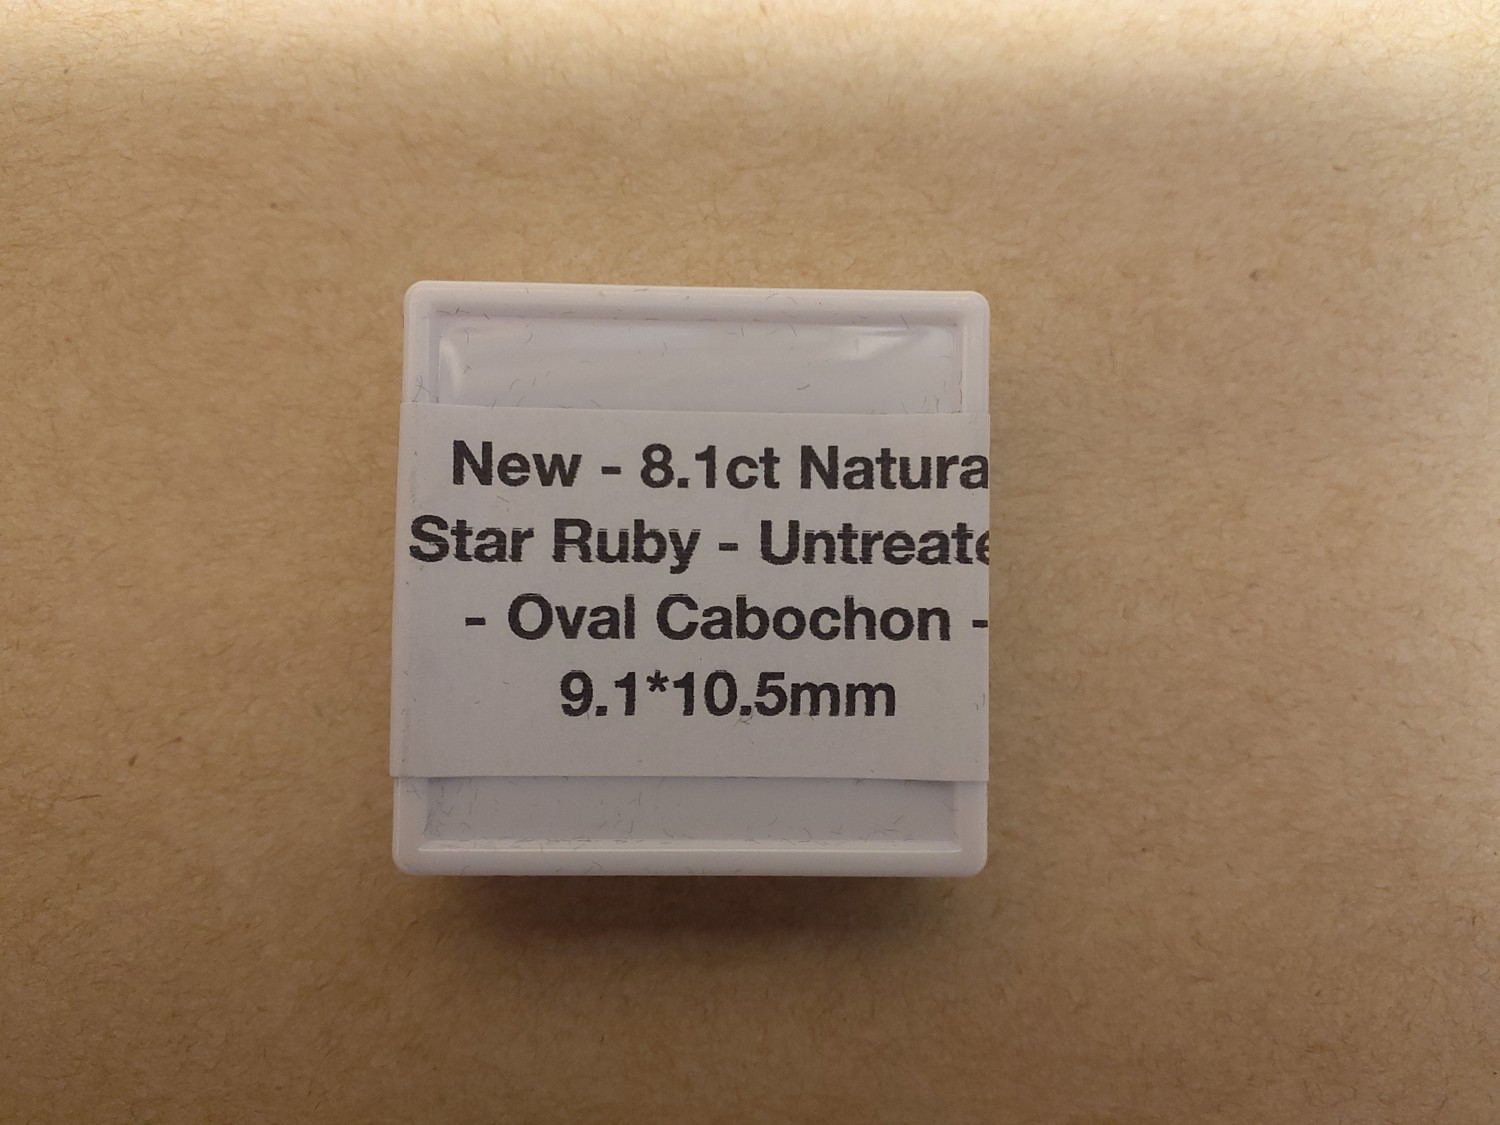 New - 8.1ct Natura
Star Ruby - Untreate
- Oval Cabochon -
9.1*10.5mm